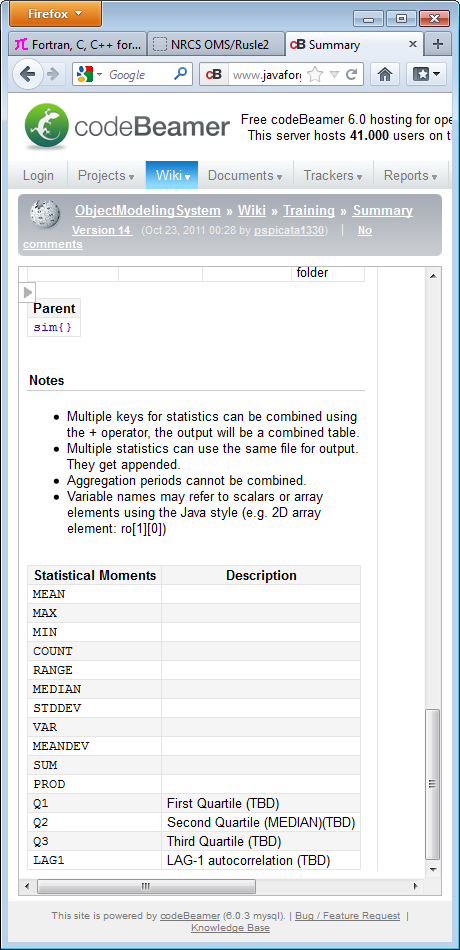 Firefox
Fortran, C, C++ for...
NRCS OMS/Rusle2
cB Summary
Google
cB www.javafor
codeBeamer
Free codeBeamer 6.0 hosting for ope
This server hosts 41.000 users on t
Login Projects Wiki Documents Trackers Reports
ObjectModelingSystem » Wiki » Training » Summary
Version 14 (Oct 23, 2011 00:28 by pspicata1330) | No
comments
folder
Parent
sim{}
Notes
• Multiple keys for statistics can be combined using
the + operator, the output will be a combined table.
• Multiple statistics can use the same file for output.
They get appended.
• Aggregation periods cannot be combined.
• Variable names may refer to scalars or array
elements using the Java style (e.g. 2D array
element: ro[1][0])
Statistical Moments Description
MEAN
MAX
MIN
COUNT
RANGE
MEDIAN
STDDEV
VAR
MEANDEV
SUM
PROD
Q1 First Quartile (TBD)
Q2 Second Quartile (MEDIAN)(TBD)
Q3 Third Quartile (TBD)
LAG1 LAG-1 autocorrelation (TBD)
This site is powered by codeBeamer (6.0.3 mysql). | Bug / Feature Request |
Knowledge Base